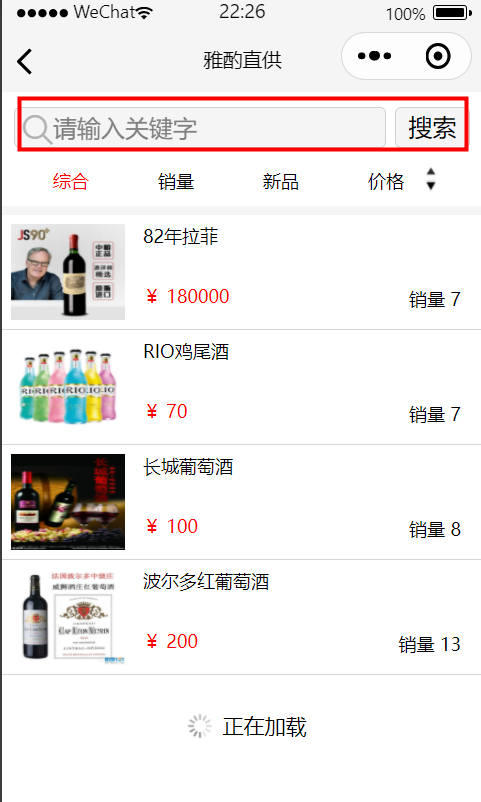 WeChat 22:26 100%
雅酌直供
请输入关键字 搜索
综合 销量 新品 价格
JS90+
中粮正品
酒评家精选
原瓶进口
82年拉菲
¥ 180000 销量 7
RIO RIO RIO
RIO鸡尾酒
¥ 70 销量 7
长城葡萄酒
¥ 100 销量 8
法国波尔多中级庄
威狮酒庄红葡萄酒
波尔多红葡萄酒
¥ 200 销量 13
正在加载